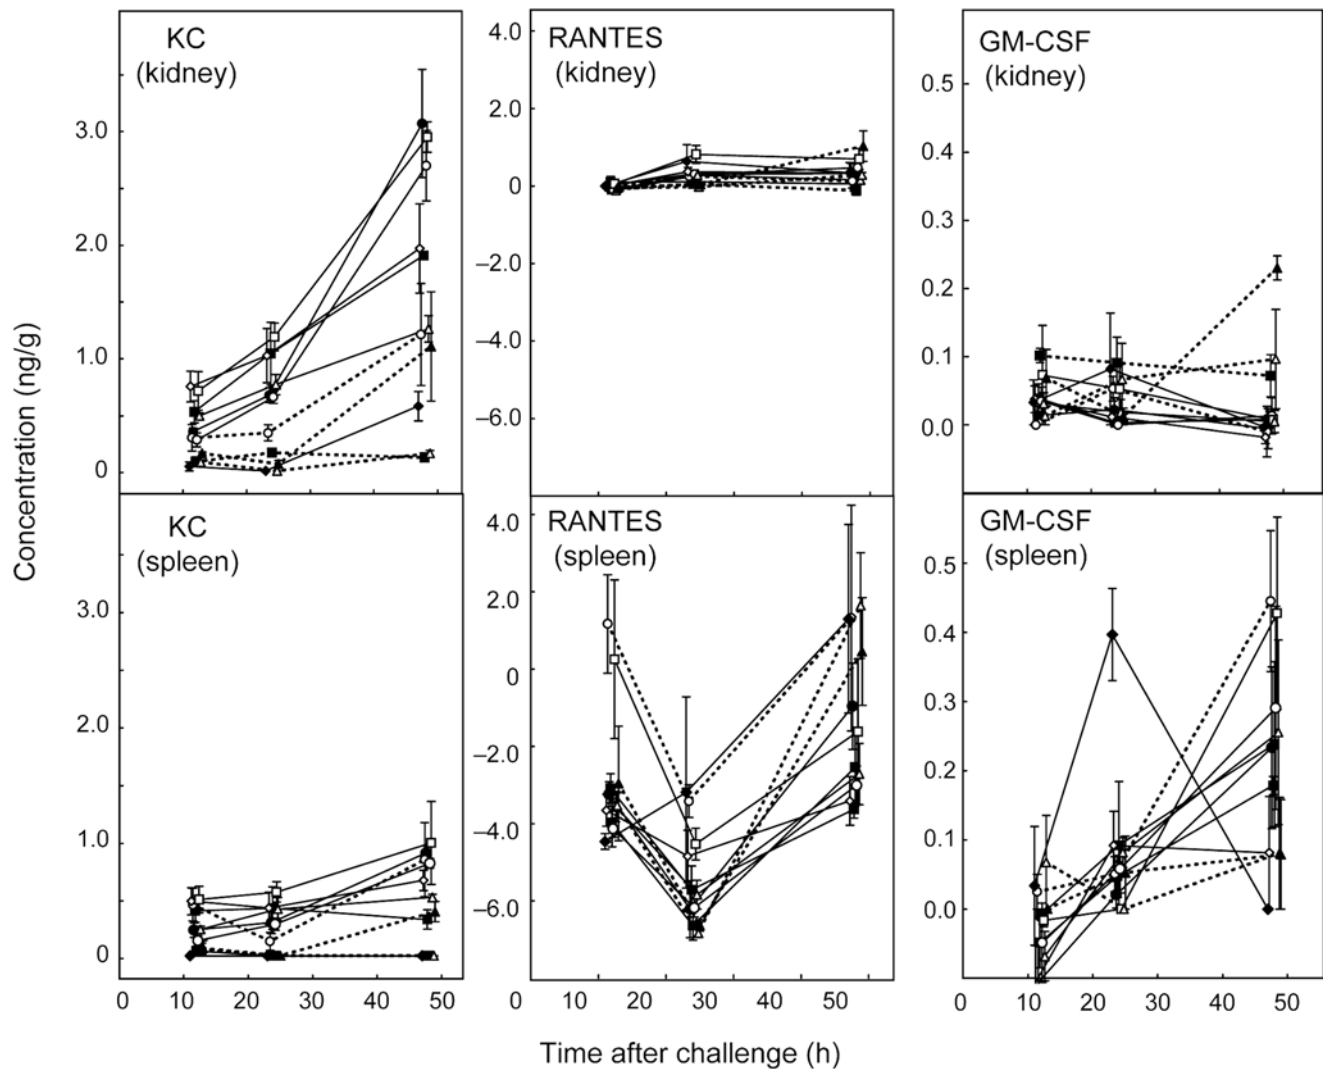 KC
(kidney)
3.0
2.0
1.0
0
RANTES
(kidney)
4.0
2.0
0
–2.0
–4.0
–6.0
GM-CSF
(kidney)
0.5
0.4
0.3
0.2
0.1
0.0
Concentration (ng/g)
KC
(spleen)
3.0
2.0
1.0
0
0 10 20 30 40 50
RANTES
(spleen)
4.0
2.0
0
–2.0
–4.0
–6.0
0 10 20 30 40 50
GM-CSF
(spleen)
0.5
0.4
0.3
0.2
0.1
0.0
0 10 20 30 40 50
Time after challenge (h)